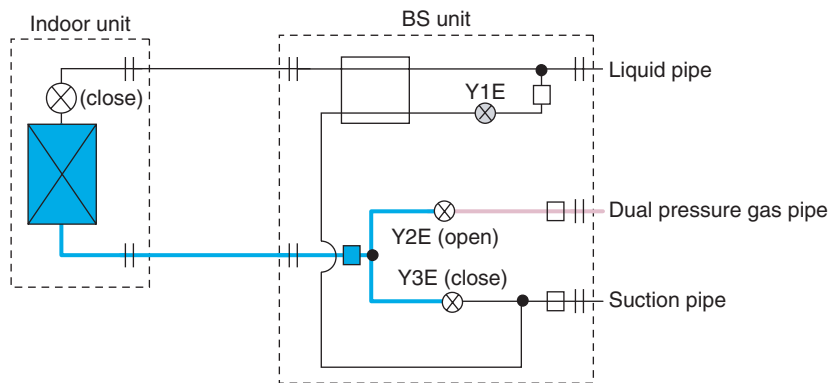 Indoor unit
BS unit
(close)
Liquid pipe
Y1E
Dual pressure gas pipe
Y2E (open)
Y3E (close)
Suction pipe